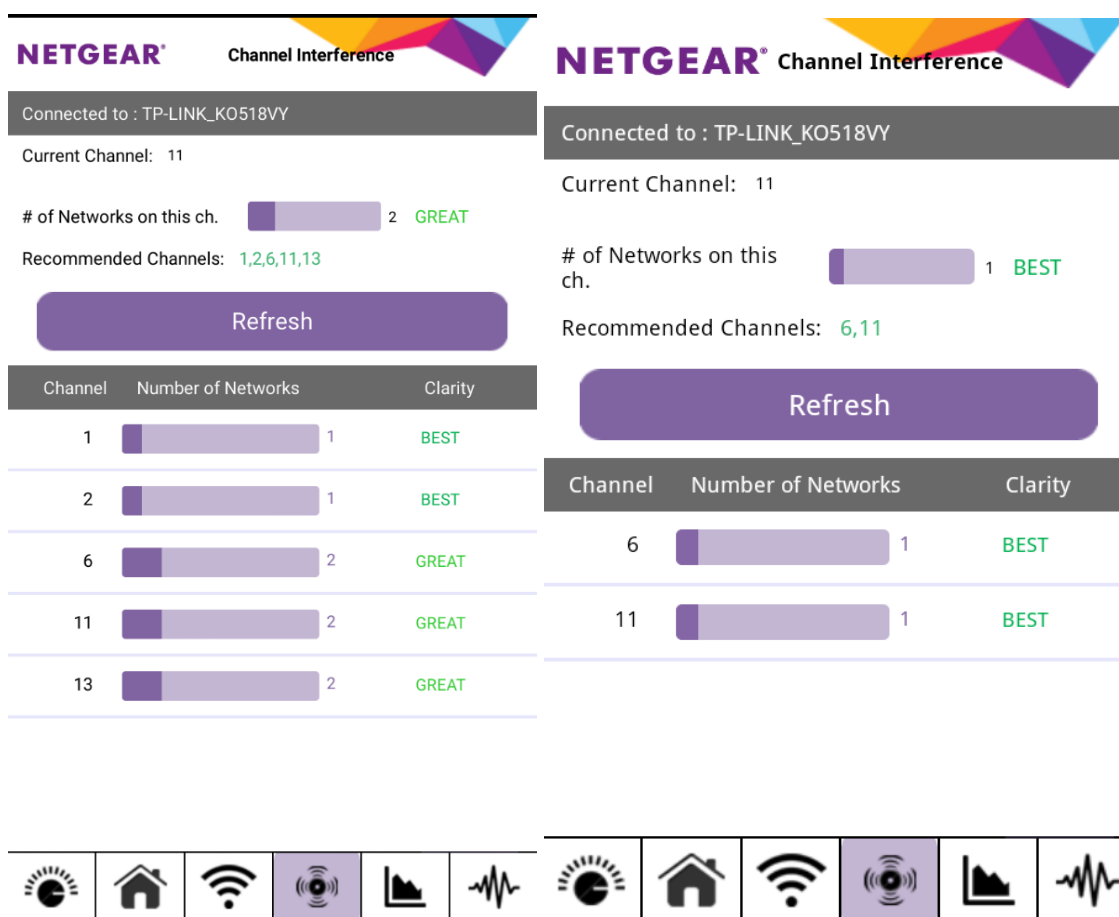 NETGEAR®
Channel Interference
Connected to : TP-LINK_KO518VY
Current Channel: 11
# of Networks on this ch. 2 GREAT
Recommended Channels: 1,2,6,11,13
Refresh
Channel Number of Networks Clarity
1 1 BEST
2 1 BEST
6 2 GREAT
11 2 GREAT
13 2 GREAT
NETGEAR®
Channel Interference
Connected to : TP-LINK_KO518VY
Current Channel: 11
# of Networks on this
ch.
1 BEST
Recommended Channels: 6,11
Refresh
Channel Number of Networks Clarity
6 1 BEST
11 1 BEST